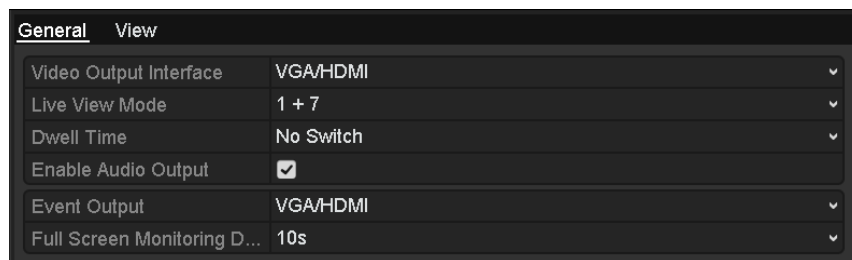 General View
Video Output Interface VGA/HDMI
Live View Mode 1 + 7
Dwell Time No Switch
Enable Audio Output
Event Output VGA/HDMI
Full Screen Monitoring D... 10s